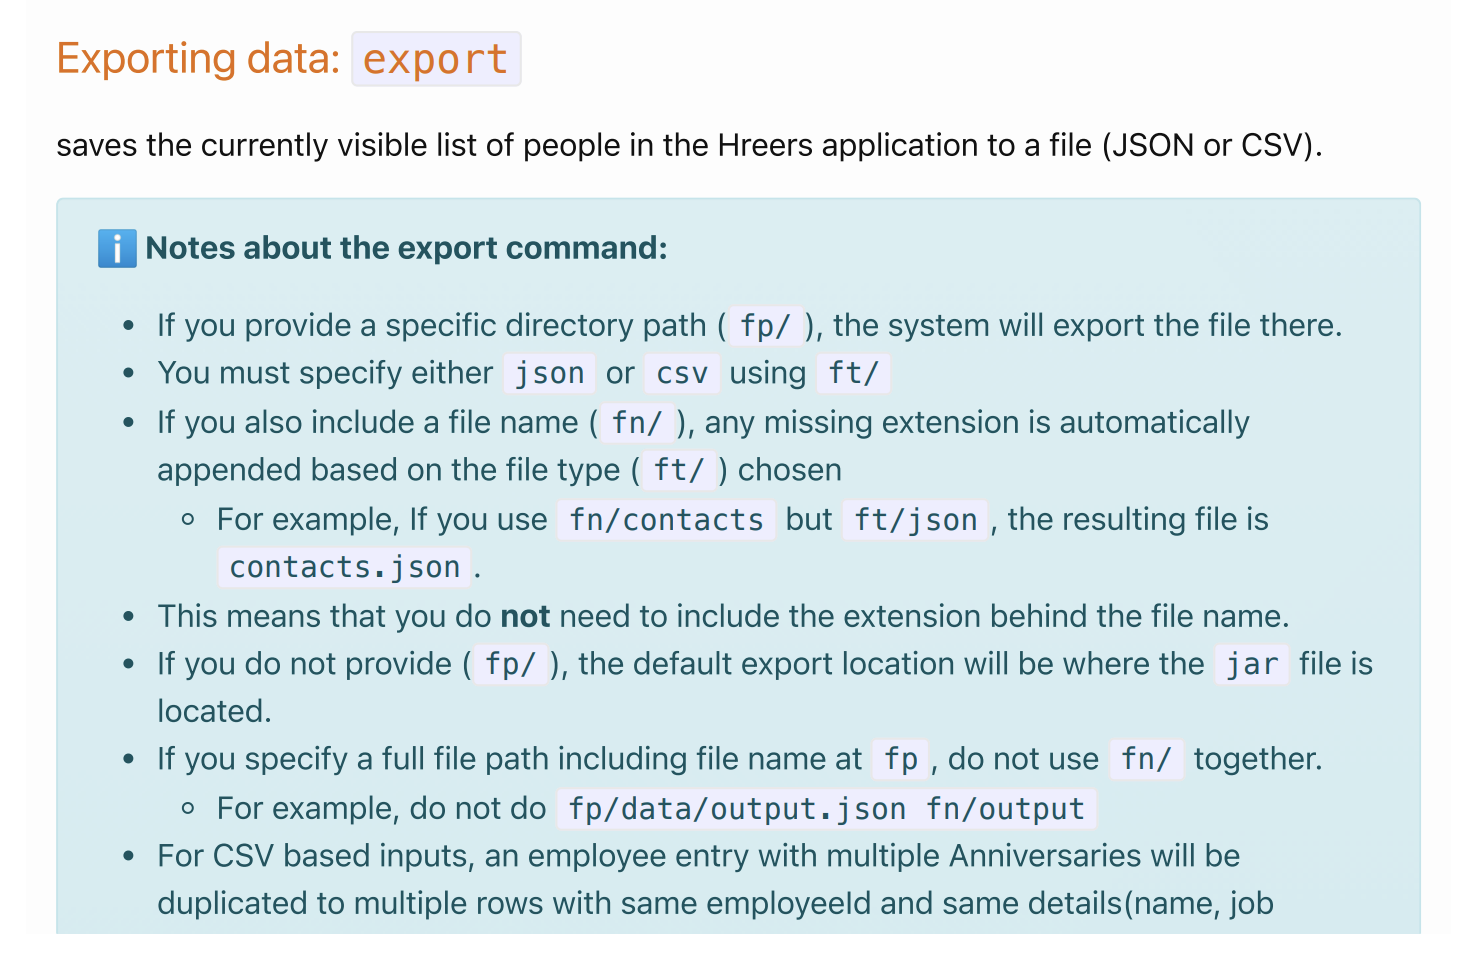 Exporting data: export
saves the currently visible list of people in the Hreers application to a file (JSON or CSV).
ℹ️ Notes about the export command:
• If you provide a specific directory path ( fp/ ), the system will export the file there.
• You must specify either json or csv using ft/
• If you also include a file name ( fn/ ), any missing extension is automatically
appended based on the file type ( ft/ ) chosen
◦ For example, If you use fn/contacts but ft/json , the resulting file is
contacts.json .
• This means that you do not need to include the extension behind the file name.
• If you do not provide ( fp/ ), the default export location will be where the jar file is
located.
• If you specify a full file path including file name at fp , do not use fn/ together.
◦ For example, do not do fp/data/output.json fn/output
• For CSV based inputs, an employee entry with multiple Anniversaries will be
duplicated to multiple rows with same employeeId and same details(name, job